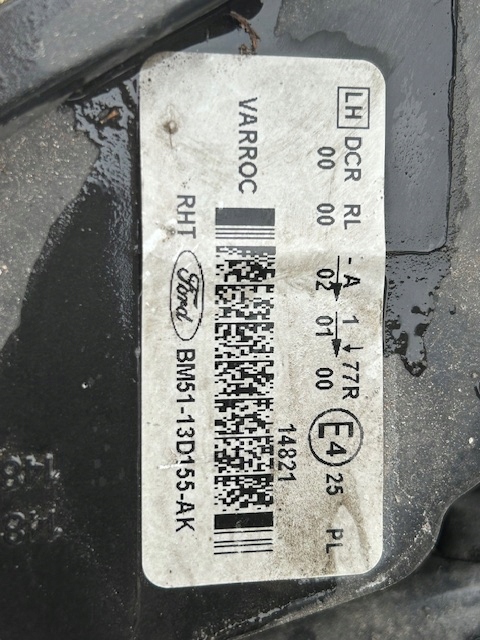 LH DCR RL - A 1 77R E4 25 PL
00 00 02 01 00
14821
VARROC
RHT Ford BM51-13D155-AK